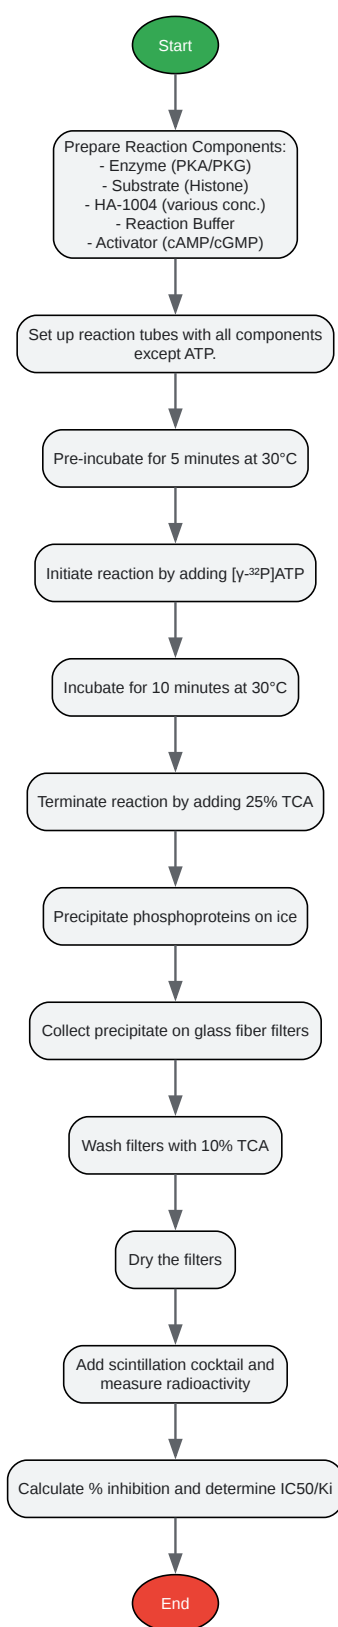 Start
Prepare Reaction Components:
- Enzyme (PKA/PKG)
- Substrate (Histone)
- HA-1004 (various conc.)
- Reaction Buffer
- Activator (cAMP/cGMP)
Set up reaction tubes with all components
except ATP.
Pre-incubate for 5 minutes at 30°C
Initiate reaction by adding [γ-³²P]ATP
Incubate for 10 minutes at 30°C
Terminate reaction by adding 25% TCA
Precipitate phosphoproteins on ice
Collect precipitate on glass fiber filters
Wash filters with 10% TCA
Dry the filters
Add scintillation cocktail and
measure radioactivity
Calculate % inhibition and determine IC50/Ki
End